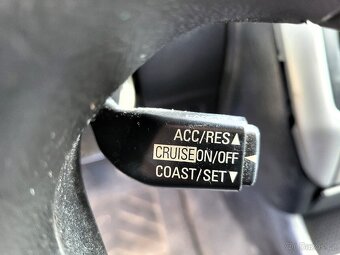 ACC/RES▲
CRUISE ON/OFF ◄
COAST/SET▼